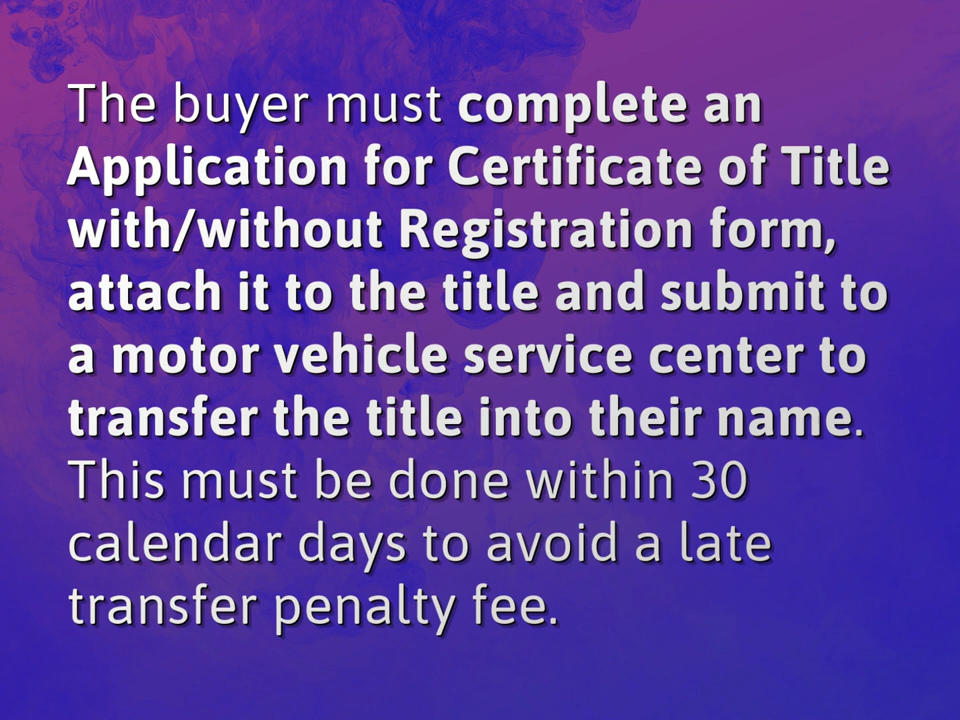 The buyer must complete an
Application for Certificate of Title
with/without Registration form,
attach it to the title and submit to
a motor vehicle service center to
transfer the title into their name.
This must be done within 30
calendar days to avoid a late
transfer penalty fee.